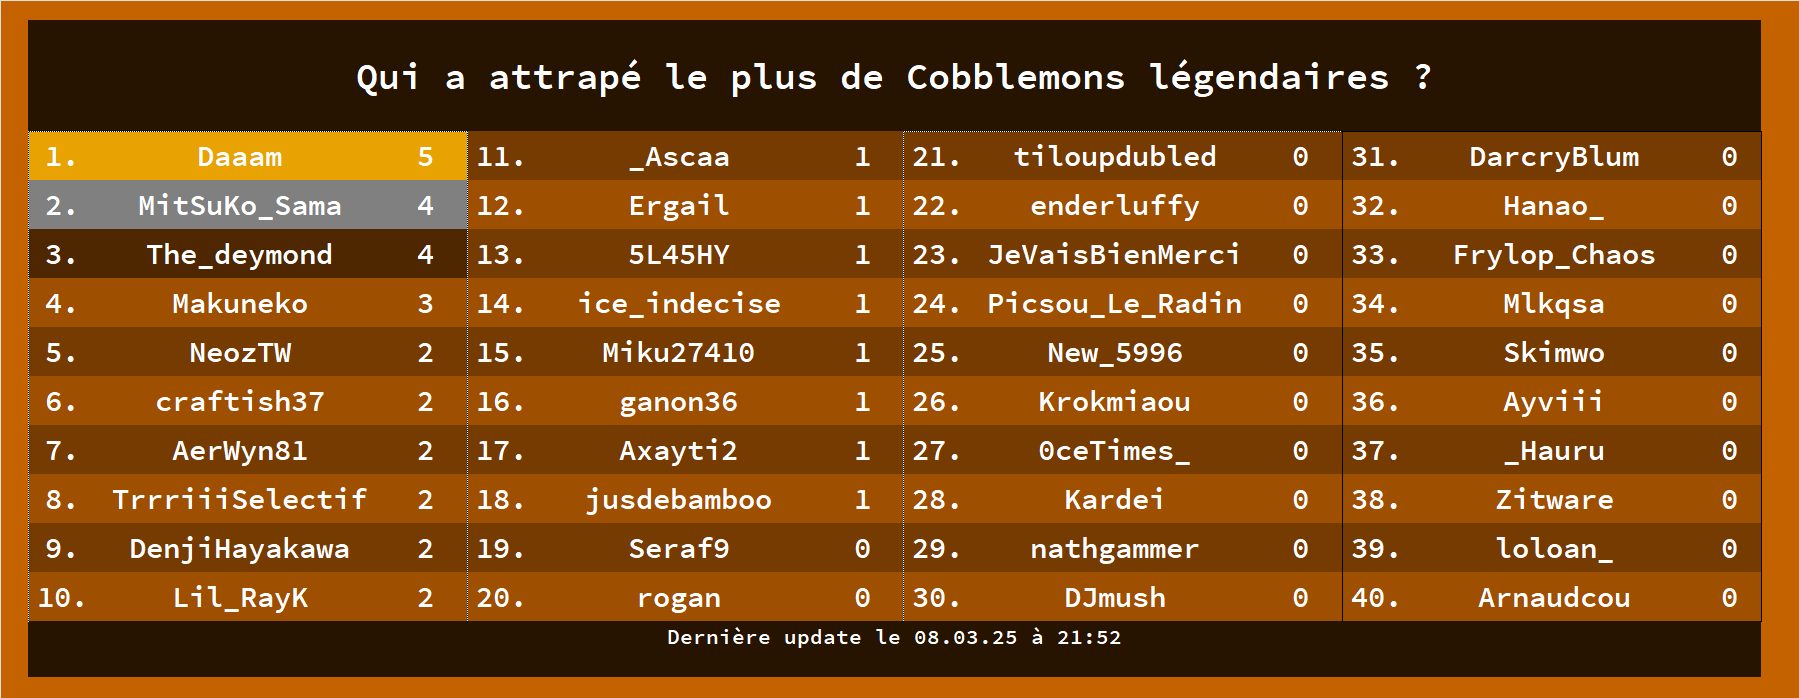 Qui a attrapé le plus de Cobblemons légendaires ?
1. Daaam 5
2. MitSuKo_Sama 4
3. The_deymond 4
4. Makuneko 3
5. NeozTW 2
6. craftish37 2
7. AerWyn81 2
8. TrrriiiSelectif 2
9. DenjiHayakawa 2
10. Lil_RayK 2
11. _Ascaa 1
12. Ergail 1
13. 5L45HY 1
14. ice_indecise 1
15. Miku27410 1
16. ganon36 1
17. Axayti2 1
18. jusdebamboo 1
19. Seraf9 0
20. rogan 0
21. tiloupdubled 0
22. enderluffy 0
23. JeVaisBienMerci 0
24. Picsou_Le_Radin 0
25. New_5996 0
26. Krokmiaou 0
27. 0ceTimes_ 0
28. Kardei 0
29. nathgammer 0
30. DJmush 0
31. DarcryBlum 0
32. Hanao_ 0
33. Frylop_Chaos 0
34. Mlkqsa 0
35. Skimwo 0
36. Ayviii 0
37. _Hauru 0
38. Zitware 0
39. loloan_ 0
40. Arnaudcou 0
Dernière update le 08.03.25 à 21:52